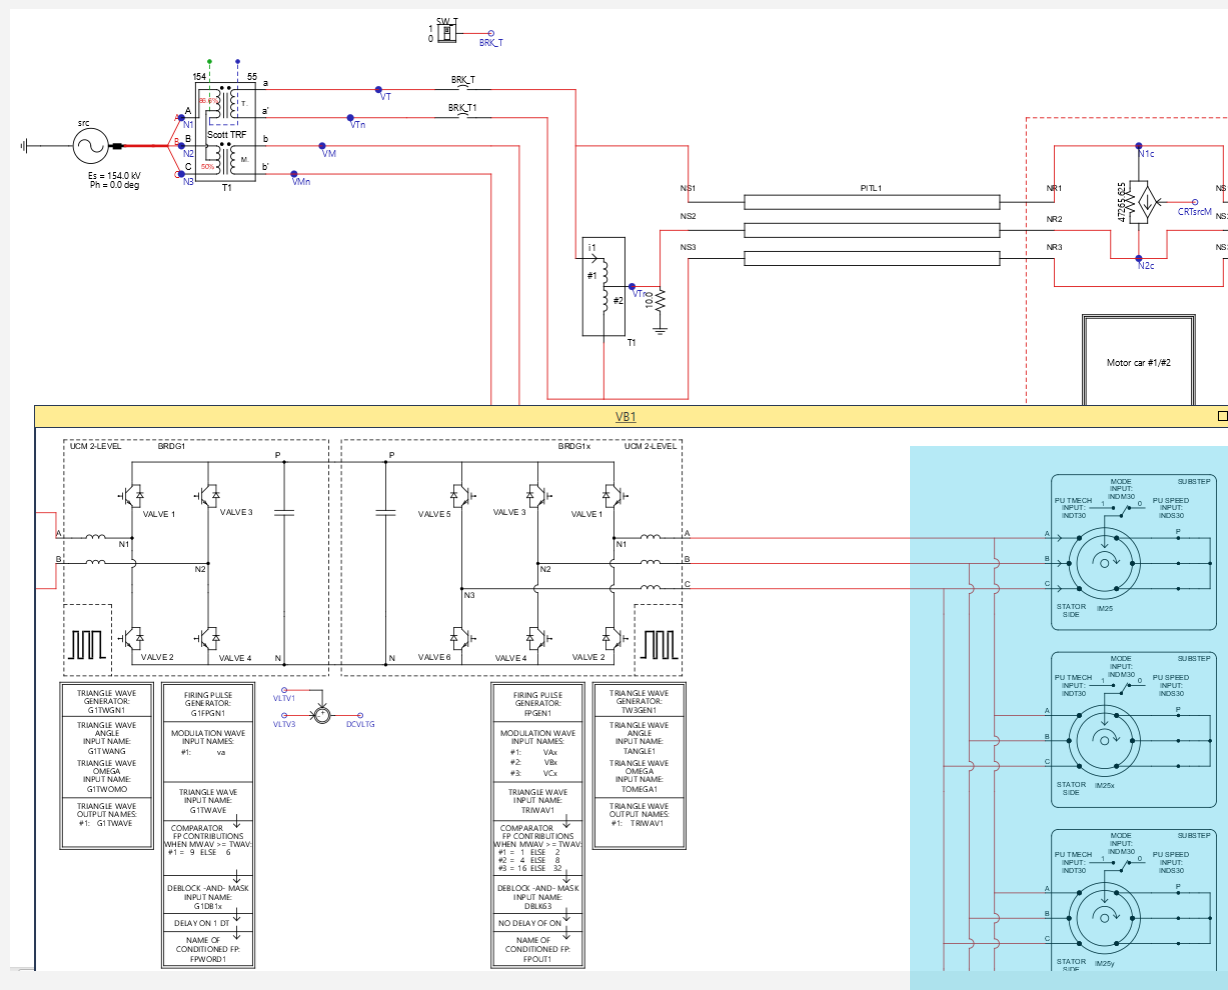 SW_T
1
0
BRK_T
154
55
a
BRK_T
VT
A
a'
BRK_T1
src
N1
VTn
T.
Scott TRF
B
b
N2
VM
M.
50%
C
b'
N3
VMn
T1
Es = 154.0 kV
Ph = 0.0 deg
N1c
NS1
PITL1
NR1
47265.625
CRTsrcM
NS2
NR2
NS3
NR3
i1
#1
#2
10.0
N2c
T1
Motor car #1/#2
VB1
UCM 2-LEVEL
BRDG1
BRDG1x
UCM 2-LEVEL
P
P
VALVE 1
VALVE 3
VALVE 5
VALVE 3
VALVE 1
A
N1
N1
A
B
N2
N2
B
N3
C
VALVE 2
VALVE 4
N
N
VALVE 6
VALVE 4
VALVE 2
MODE
INPUT:
INDM30
SUBSTEP
PU TMECH
INPUT:
INDT30
1
0
PU SPEED
INPUT:
INDS30
A
B
C
P
STATOR
SIDE
IM25
MODE
INPUT:
INDM30
SUBSTEP
PU TMECH
INPUT:
INDT30
1
0
PU SPEED
INPUT:
INDS30
A
B
C
P
STATOR
SIDE
IM25x
MODE
INPUT:
INDM30
SUBSTEP
PU TMECH
INPUT:
INDT30
1
0
PU SPEED
INPUT:
INDS30
A
B
C
P
STATOR
SIDE
IM25y
TRIANGLE WAVE
GENERATOR:
G1TWGN1
TRIANGLE WAVE
ANGLE
INPUT NAME:
G1TWANG
TRIANGLE WAVE
OMEGA
INPUT NAME:
G1TWOMO
TRIANGLE WAVE
OUTPUT NAMES:
#1: G1TWAVE
FIRING PULSE
GENERATOR:
G1FPGN1
MODULATION WAVE
INPUT NAMES:
#1: va
TRIANGLE WAVE
INPUT NAME:
G1TWAVE
COMPARATOR
FP CONTRIBUTIONS
WHEN MWAV >= TWAV:
#1 = 9 ELSE 6
DEBLOCK -AND- MASK
INPUT NAME:
G1DB1x
DELAY ON 1 DT
NAME OF
CONDITIONED FP:
FPWORD1
VLTV1
VLTV3
DCVLTG
FIRING PULSE
GENERATOR:
FPGEN1
MODULATION WAVE
INPUT NAMES:
#1: VAx
#2: VBx
#3: VCx
TRIANGLE WAVE
INPUT NAME:
TRIWAV1
COMPARATOR
FP CONTRIBUTIONS
WHEN MWAV >= TWAV:
#1 = 1 ELSE 2
#2 = 4 ELSE 8
#3 = 16 ELSE 32
DEBLOCK -AND- MASK
INPUT NAME:
DBLK63
NO DELAY OF ON
NAME OF
CONDITIONED FP:
FPOUT1
TRIANGLE WAVE
GENERATOR:
TW3GEN1
TRIANGLE WAVE
ANGLE
INPUT NAME:
TANGLE1
TRIANGLE WAVE
OMEGA
INPUT NAME:
TOMEGA1
TRIANGLE WAVE
OUTPUT NAMES:
#1: TRIWAV1